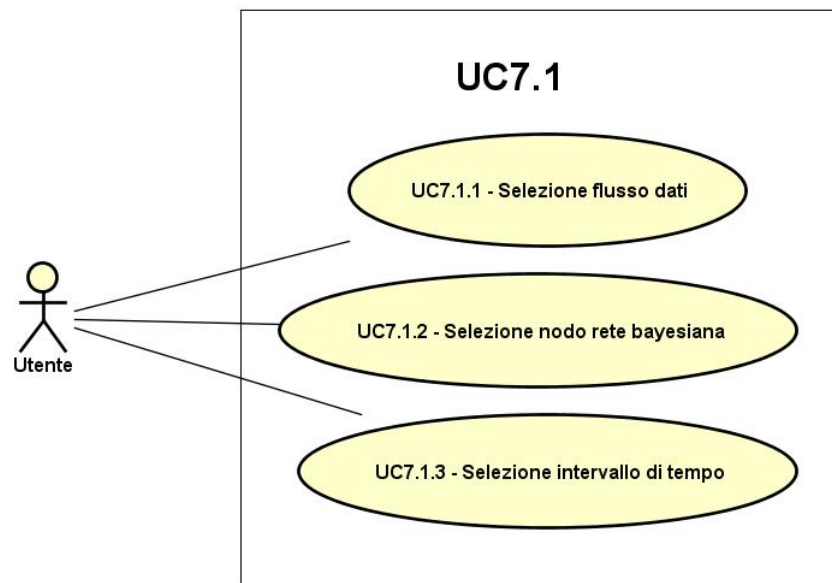 UC7.1
UC7.1.1 - Selezione flusso dati
UC7.1.2 - Selezione nodo rete bayesiana
Utente
UC7.1.3 - Selezione intervallo di tempo